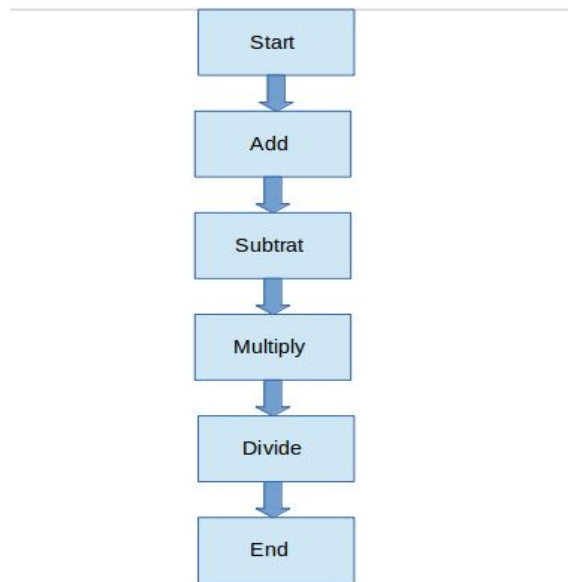 Start
Add
Subtrat
Multiply
Divide
End